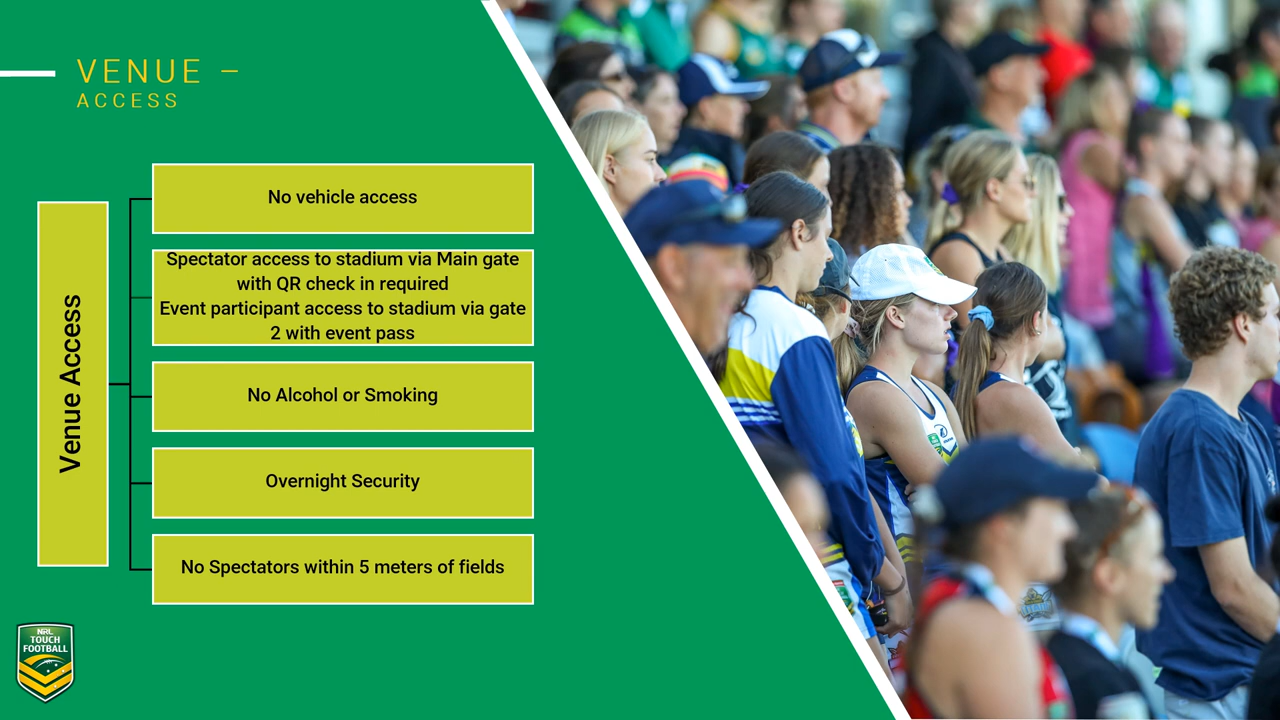 VENUE –
ACCESS
Venue Access
No vehicle access
Spectator access to stadium via Main gate
with QR check in required
Event participant access to stadium via gate
2 with event pass
No Alcohol or Smoking
Overnight Security
No Spectators within 5 meters of fields
NRL
TOUCH
FOOTBALL